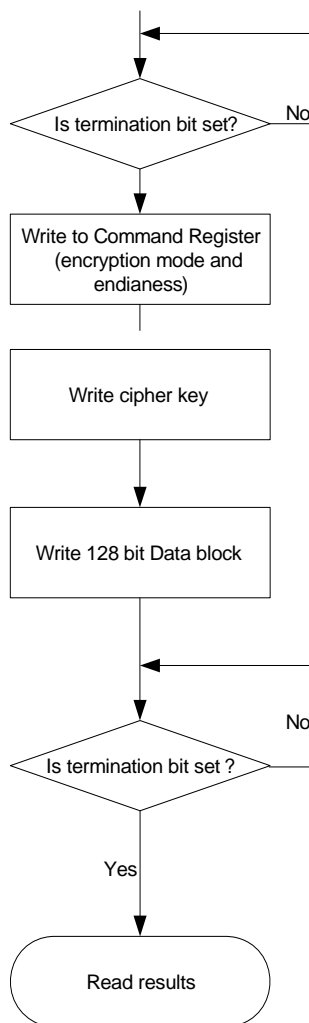 Is termination bit set?
No
Write to Command Register
(encryption mode and
endianess)
Write cipher key
Write 128 bit Data block
No
Is termination bit set ?
Yes
Read results